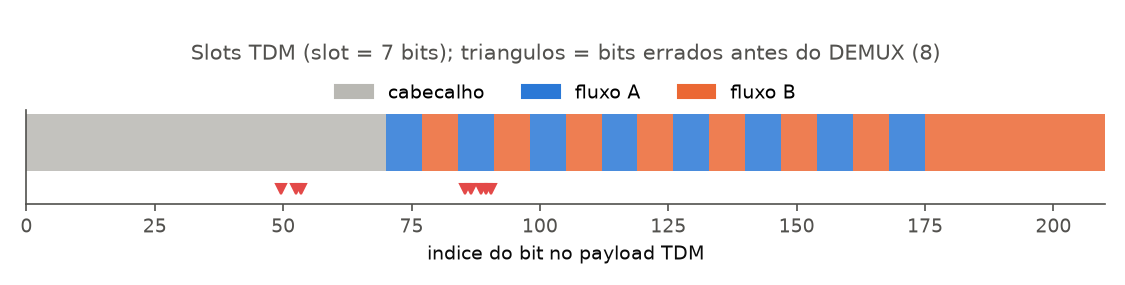 Slots TDM (slot = 7 bits); triangulos = bits errados antes do DEMUX (8)
cabecalho fluxo A fluxo B
0 25 50 75 100 125 150 175 200
indice do bit no payload TDM